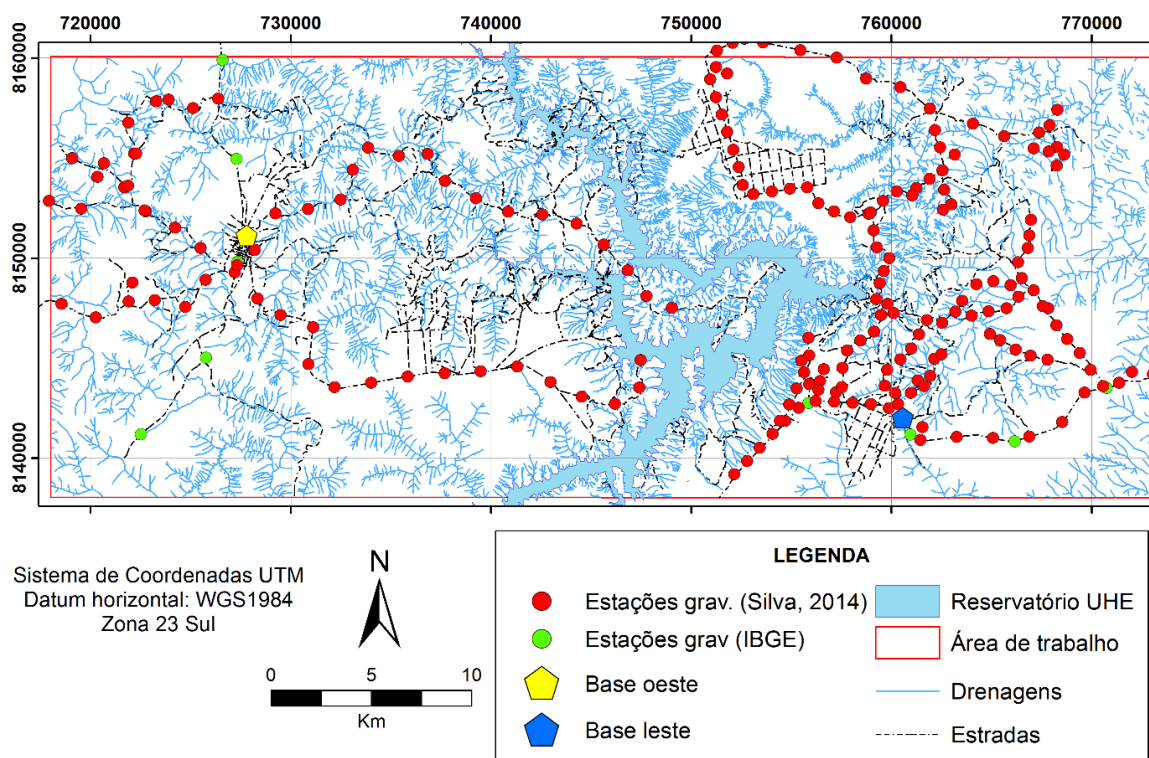 720000 730000 740000 750000 760000 770000
8160000
8150000
8140000
Sistema de Coordenadas UTM
Datum horizontal: WGS1984
Zona 23 Sul
N
0 5 10
Km
LEGENDA
Estações grav. (Silva, 2014)
Estações grav (IBGE)
Base oeste
Base leste
Reservatório UHE
Área de trabalho
Drenagens
Estradas